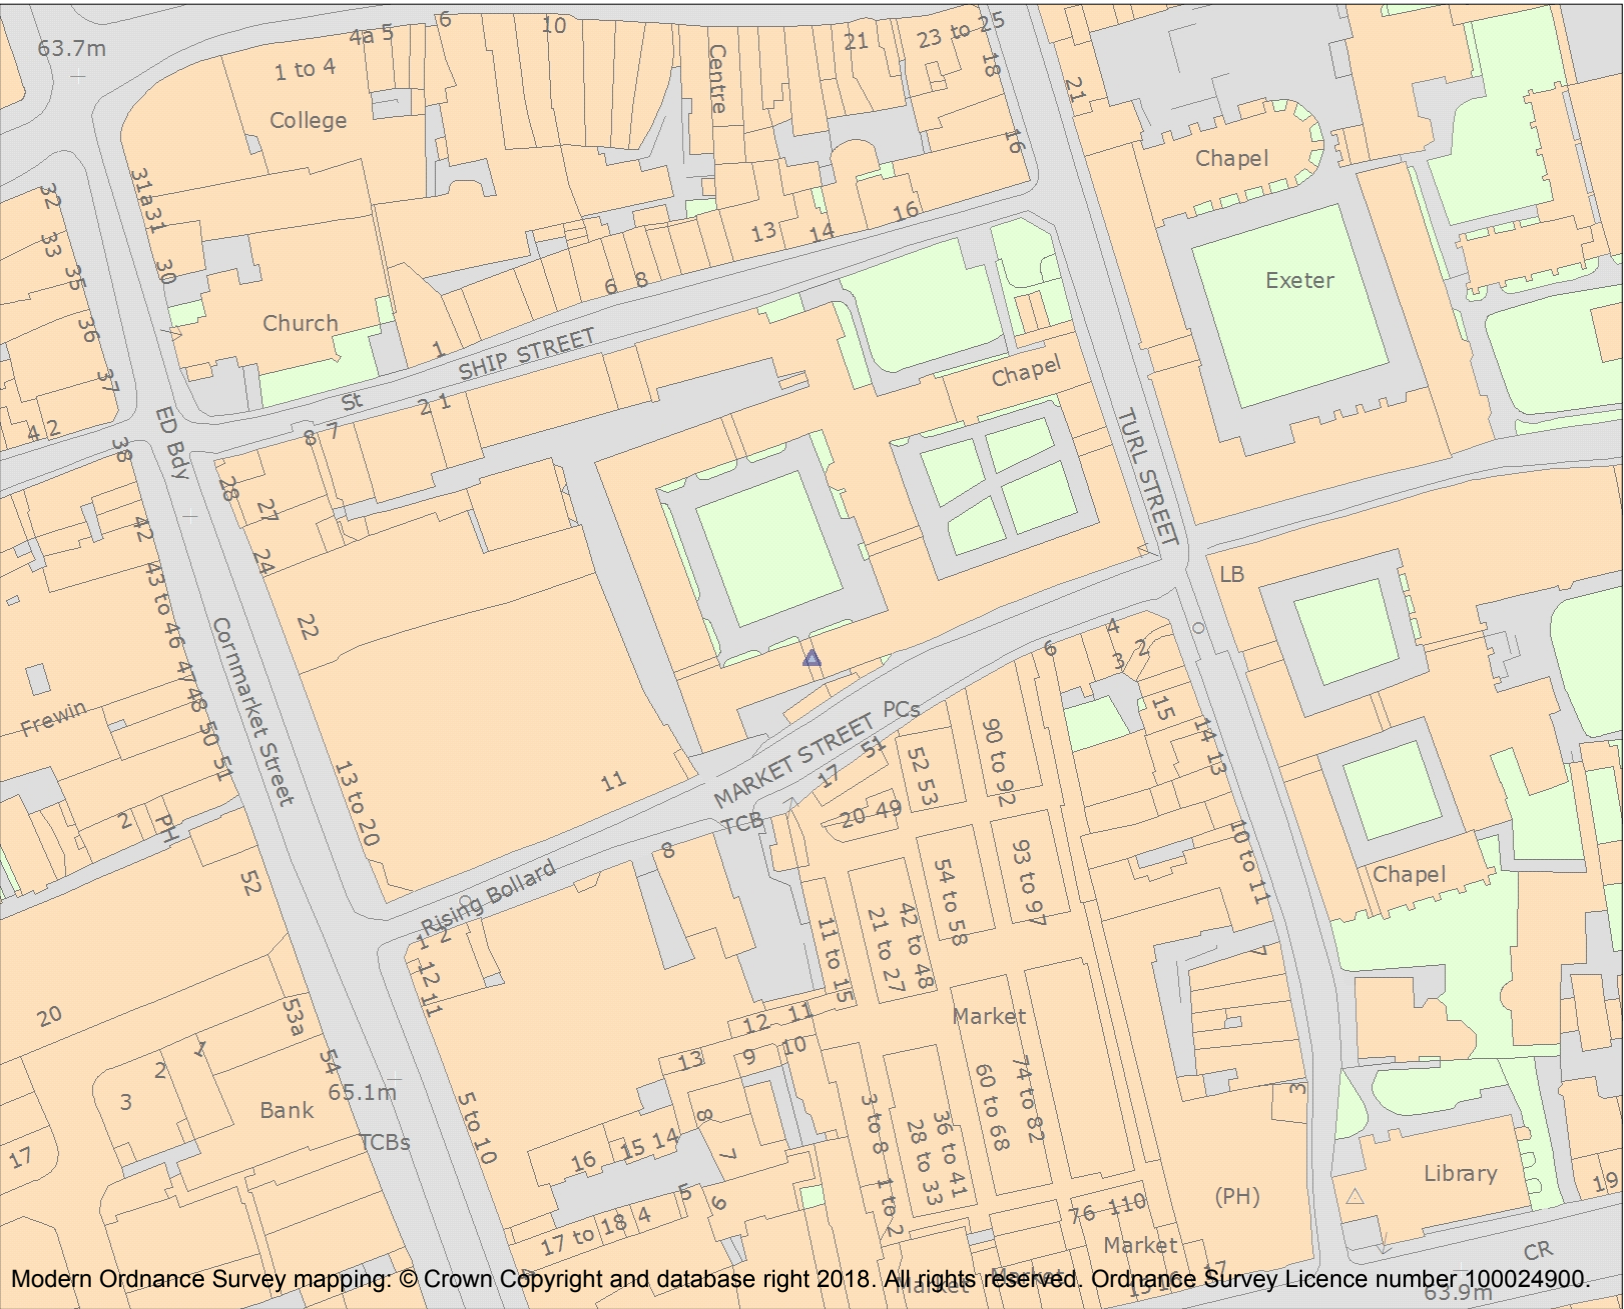 63.7m
4a 5
6
10
Centre
21
23 to 25
18
21
1 to 4
College
16
Chapel
32
31a
31
33
30
35
36
37
13
14
16
6 8
Exeter
Church
1
SHIP STREET
St
2 1
8 7
4 2
38
ED Bdy
Chapel
TURL STREET
28
27
42
24
43 to 46
22
LB
Cornmarket Street
47
48
50
51
Frewin
4
3
2
6
15
14
13
PCs
MARKET STREET
51
17
52 53
90 to 92
11
13 to 20
2
PH
TCB
20 49
8
Rising Bollard
52
1 2
12
11
54 to 58
93 to 97
42 to 48
21 to 27
11 to 15
10 to 11
Chapel
7
20
53a
54
1
2
3
65.1m
Bank
TCBs
17
5 to 10
12
11
13
9
10
8
7
16
15 14
5
6
17 to 18 4
Market
74 to 82
60 to 68
36 to 41
28 to 33
3 to 8
1 to 2
3
76 110
Market
(PH)
Library
19
CR
17
Market
Market
15 16
63.9m
Modern Ordnance Survey mapping: © Crown Copyright and database right 2018. All rights reserved. Ordnance Survey Licence number 100024900.